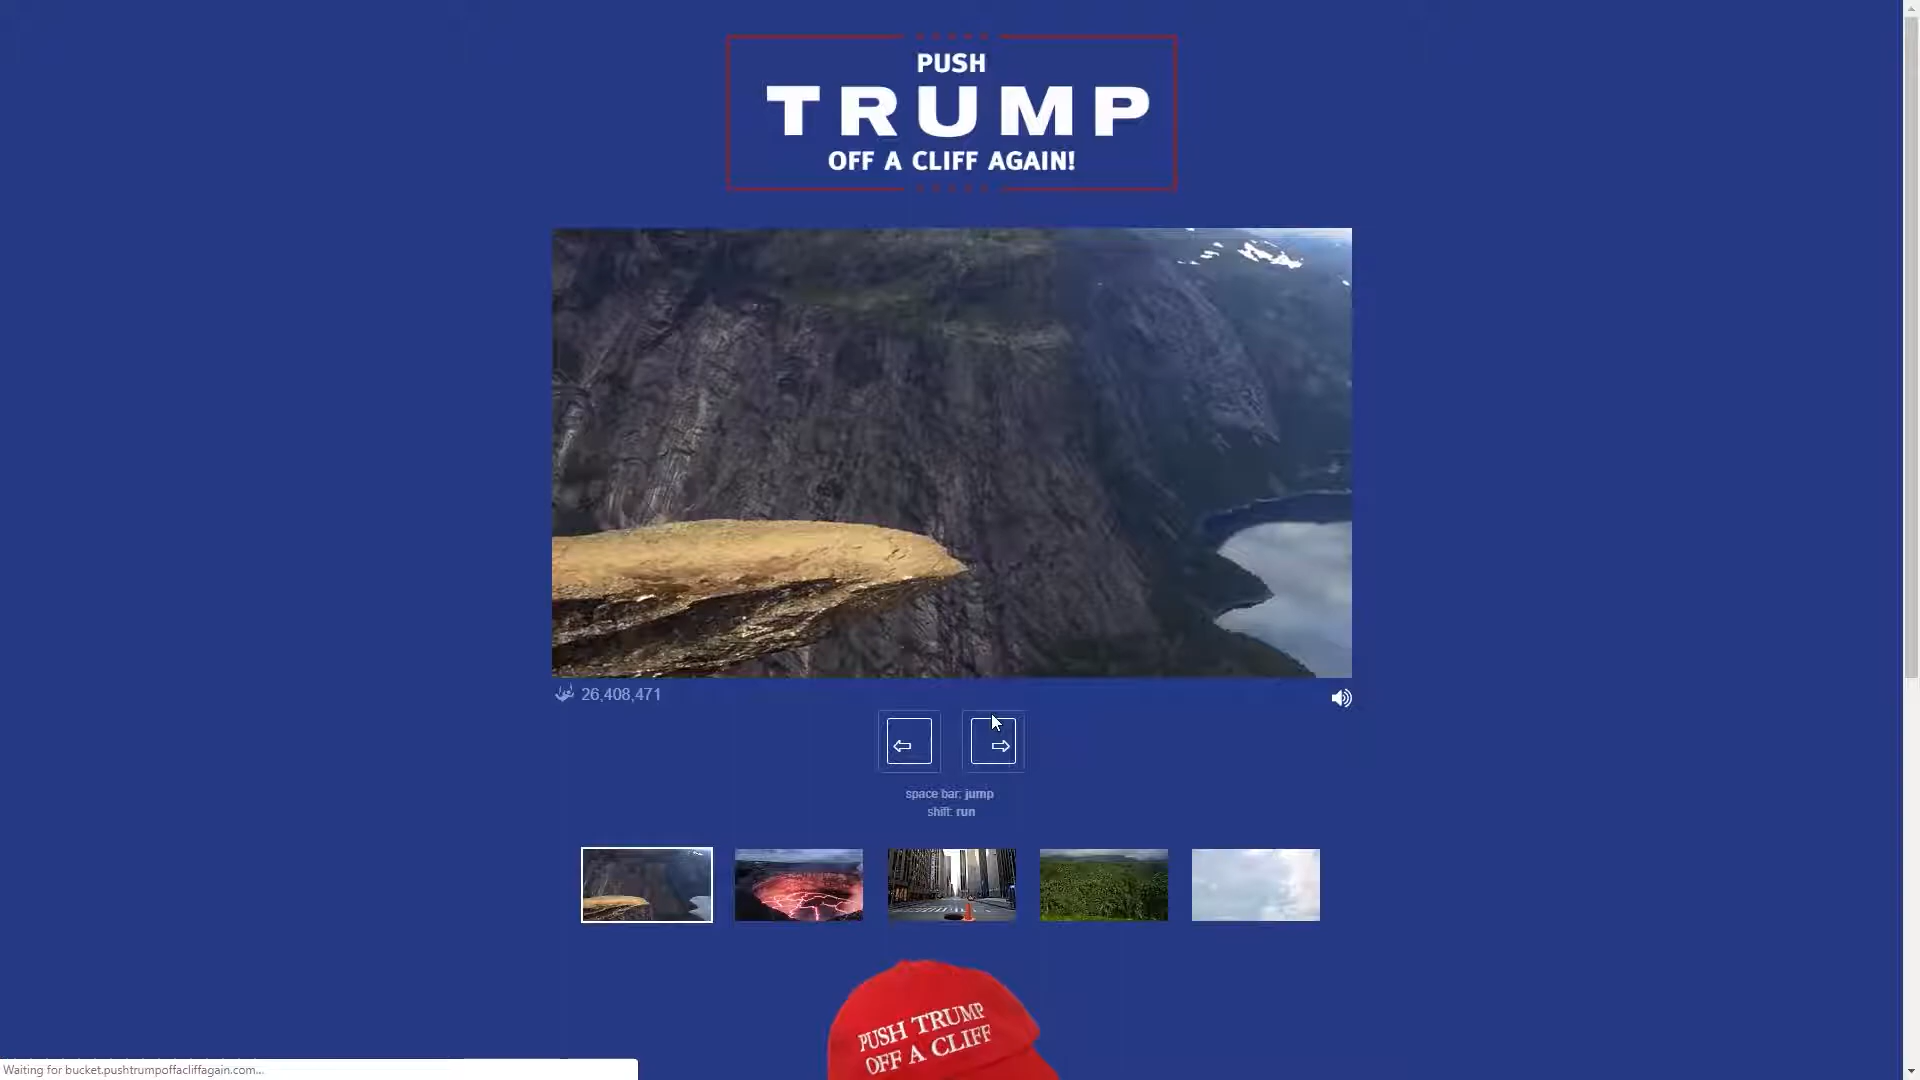 PUSH
TRUMP
OFF A CLIFF AGAIN!
26,408,471
space bar: jump
shift: run
PUSH TRUMP
OFF A CLIFF
Waiting for bucket.pushtrumpoffacliffagain.com...